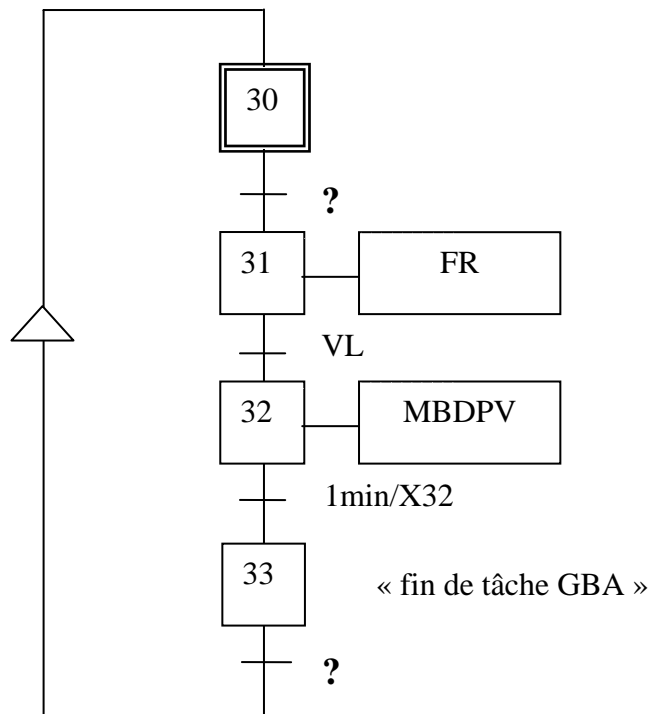 30
?
31
FR
VL
32
MBDPV
1min/X32
33
« fin de tâche GBA »
?